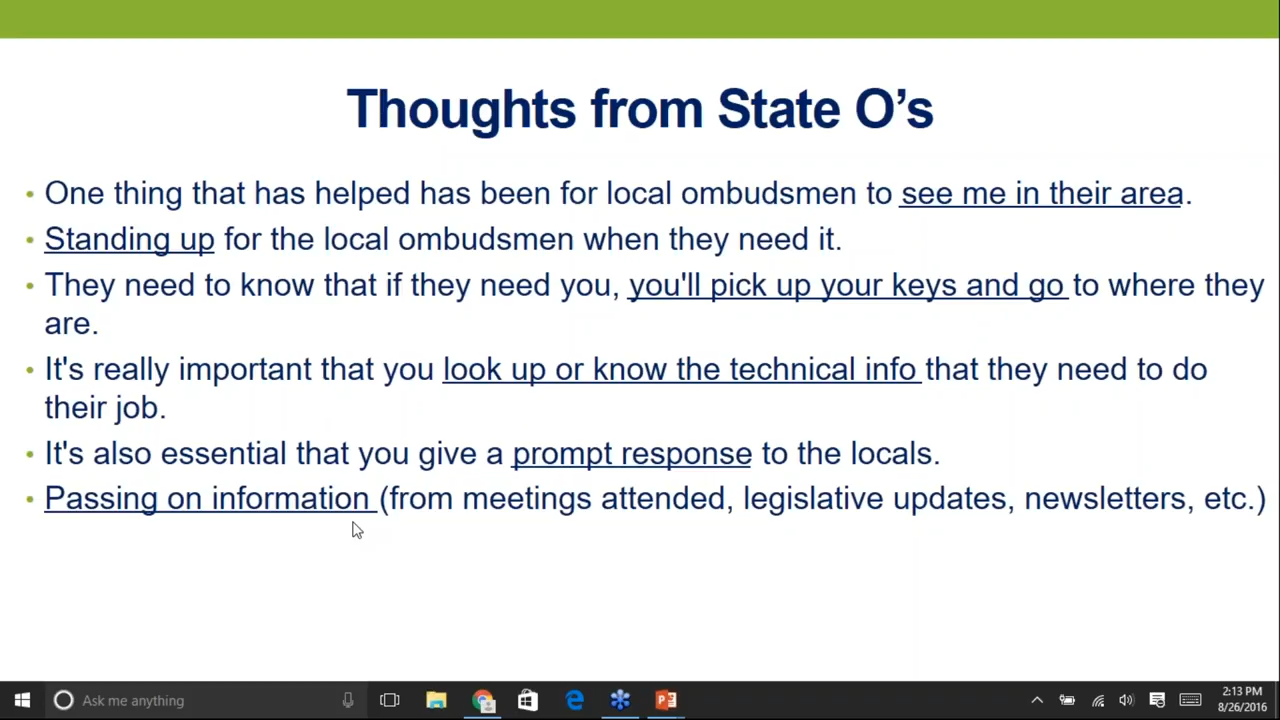 Thoughts from State O’s
• One thing that has helped has been for local ombudsmen to see me in their area.
• Standing up for the local ombudsmen when they need it.
• They need to know that if they need you, you'll pick up your keys and go to where they
are.
• It's really important that you look up or know the technical info that they need to do
their job.
• It's also essential that you give a prompt response to the locals.
• Passing on information (from meetings attended, legislative updates, newsletters, etc.)
Ask me anything
2:13 PM
8/26/2016